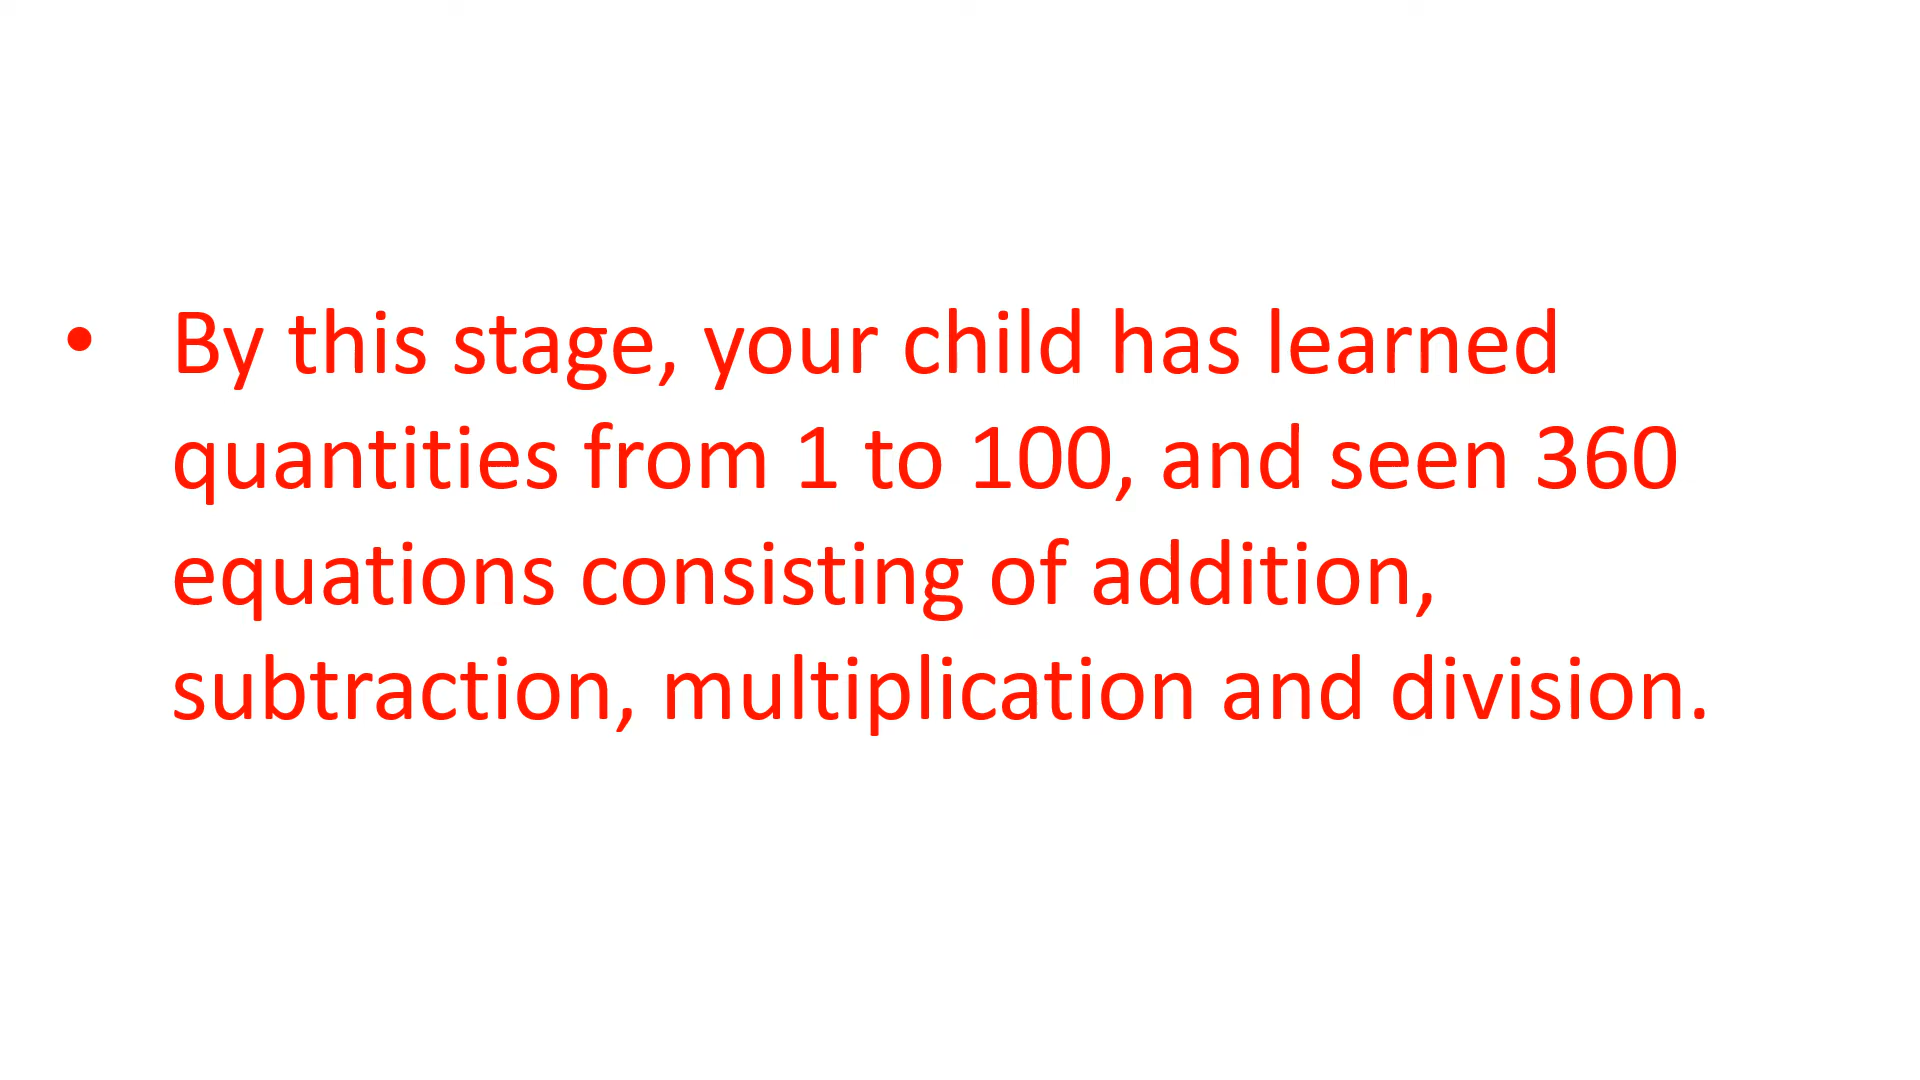 • By this stage, your child has learned
quantities from 1 to 100, and seen 360
equations consisting of addition,
subtraction, multiplication and division.